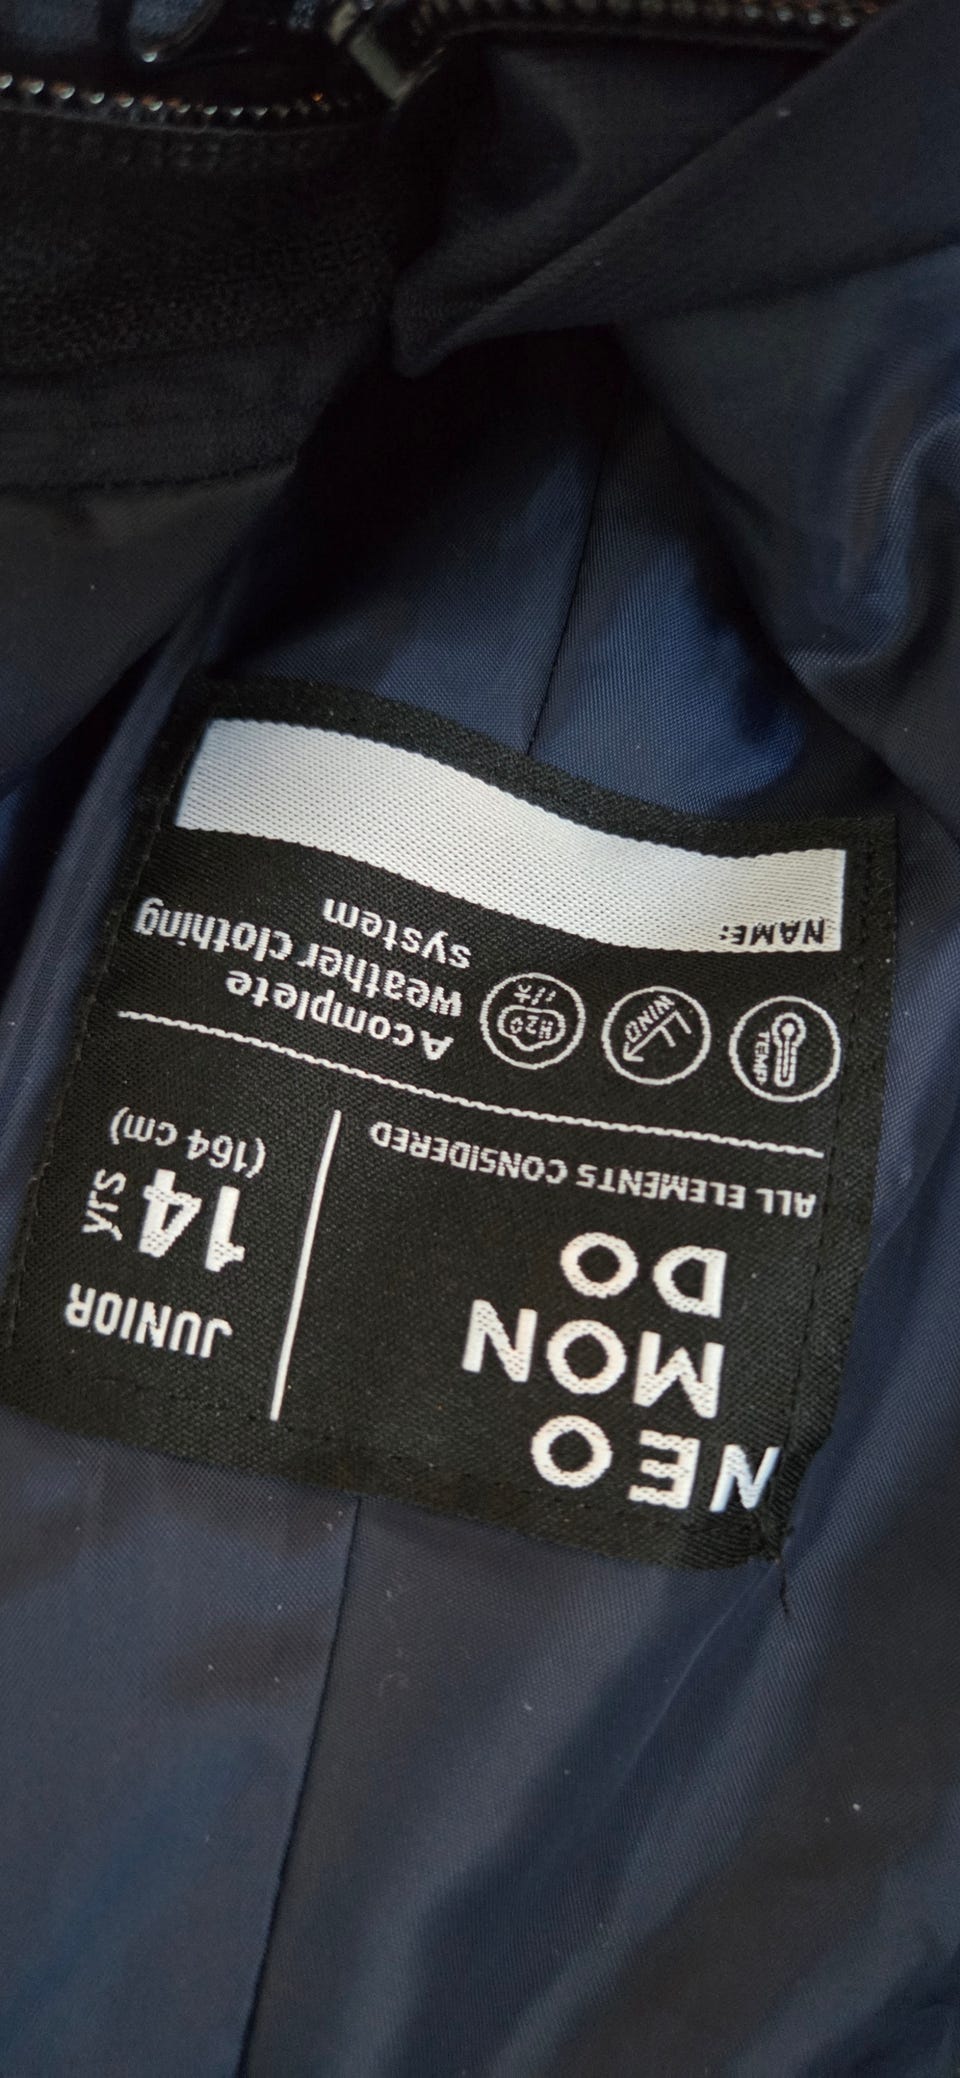 NEO
MON
DO
ALL ELEMENTS CONSIDERED
JUNIOR
14 yrs
(164 cm)
TEMP
WIND
H2O
A complete
weather clothing
system
NAME: